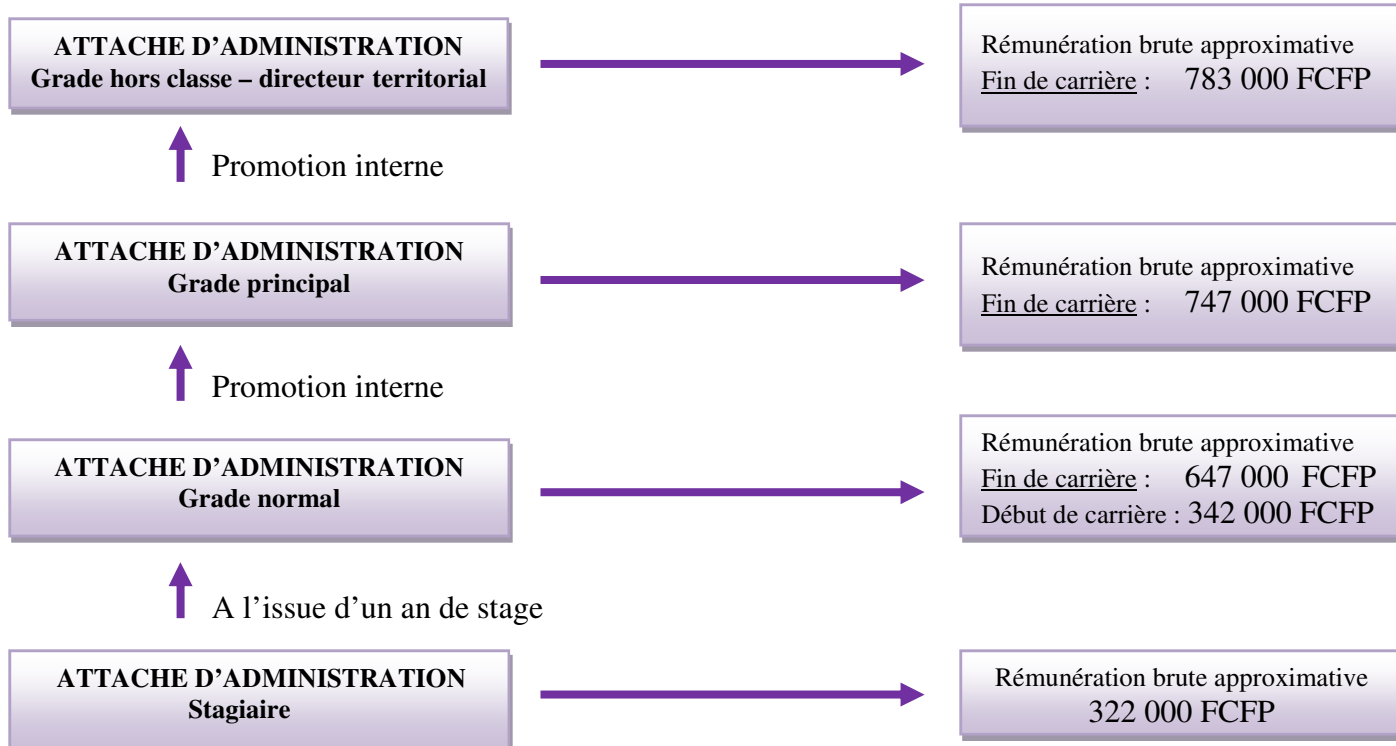 ATTACHE D'ADMINISTRATION
Grade hors classe – directeur territorial
Rémunération brute approximative
Fin de carrière : 783 000 FCFP
Promotion interne
ATTACHE D'ADMINISTRATION
Grade principal
Rémunération brute approximative
Fin de carrière : 747 000 FCFP
Promotion interne
ATTACHE D'ADMINISTRATION
Grade normal
Rémunération brute approximative
Fin de carrière : 647 000 FCFP
Début de carrière : 342 000 FCFP
A l'issue d'un an de stage
ATTACHE D'ADMINISTRATION
Stagiaire
Rémunération brute approximative
322 000 FCFP